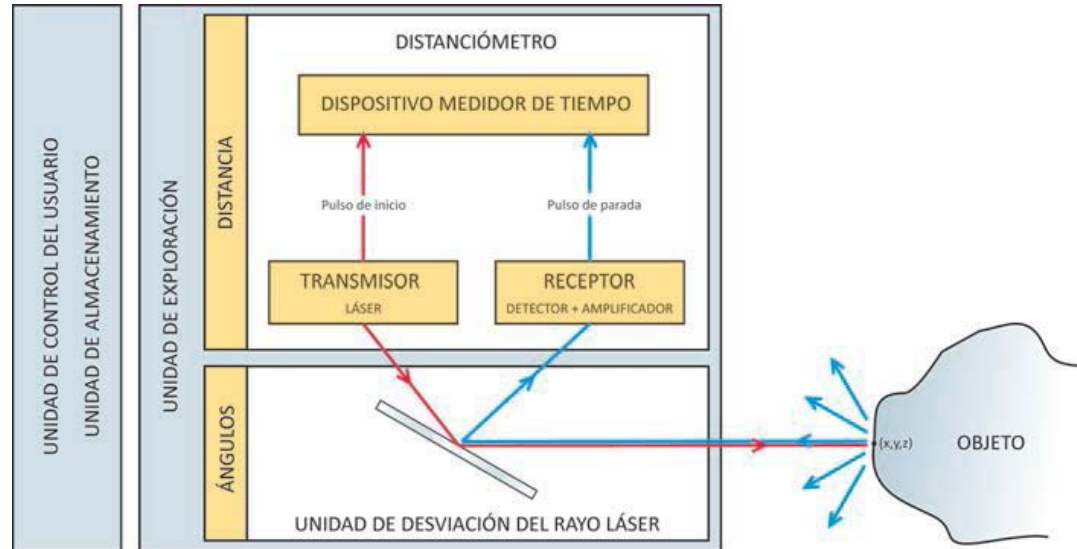 UNIDAD DE CONTROL DEL USUARIO
UNIDAD DE ALMACENAMIENTO
UNIDAD DE EXPLORACIÓN
DISTANCIA
DISTANCIÓMETRO
DISPOSITIVO MEDIDOR DE TIEMPO
Pulso de inicio
Pulso de parada
TRANSMISOR
LÁSER
RECEPTOR
DETECTOR + AMPLIFICADOR
ÁNGULOS
UNIDAD DE DESVIACIÓN DEL RAYO LÁSER
(x,y,z)
OBJETO